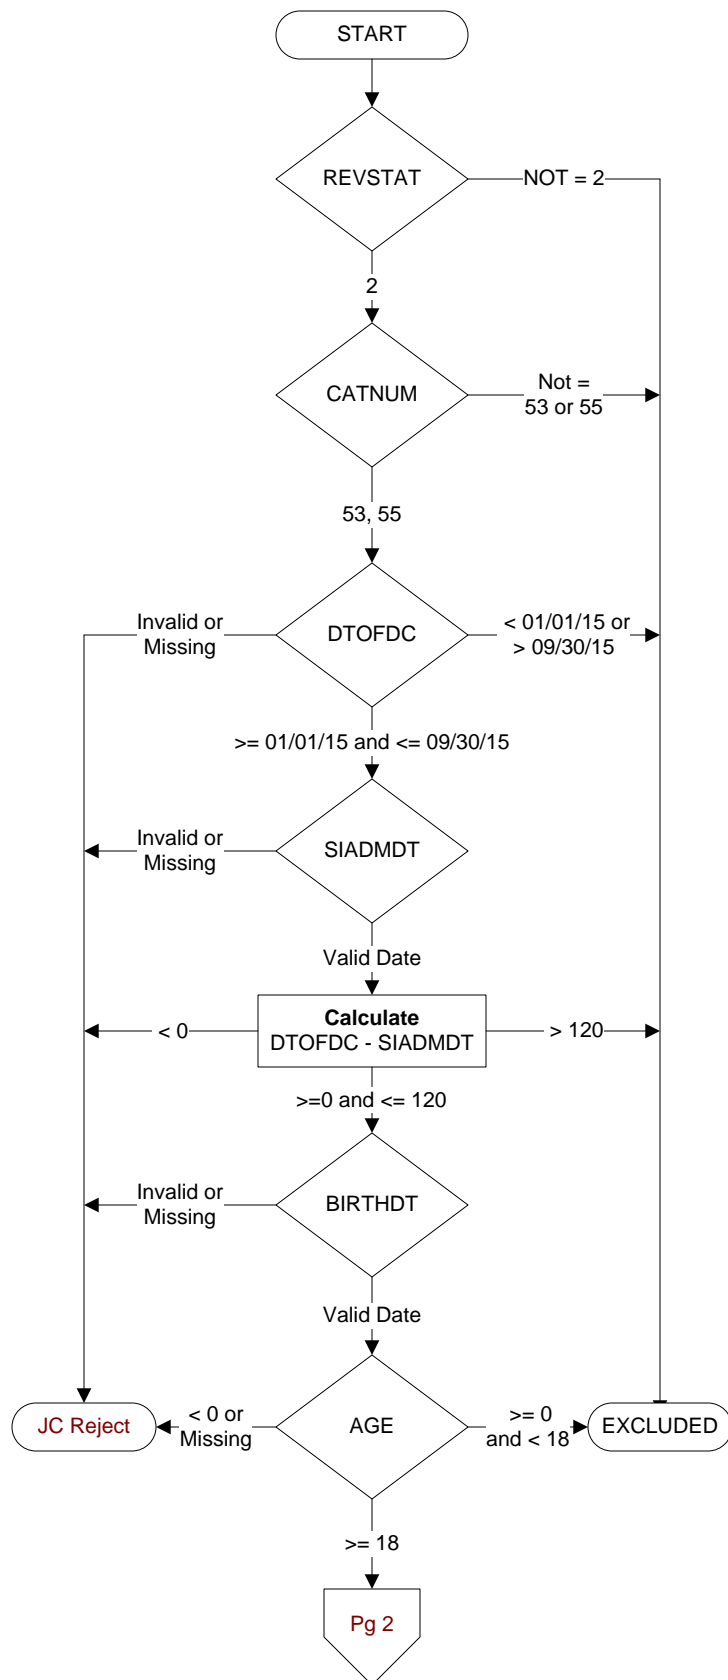 START
REVSTAT
NOT = 2
2
CATNUM
Not =
53 or 55
53, 55
Invalid or
Missing
DTOFDC
< 01/01/15 or
> 09/30/15
>= 01/01/15 and <= 09/30/15
Invalid or
Missing
SIADMDT
Valid Date
< 0
Calculate
DTOFDC - SIADMDT
> 120
>=0 and <= 120
Invalid or
Missing
BIRTHDT
Valid Date
JC Reject
< 0 or
Missing
AGE
>= 0
and < 18
EXCLUDED
>= 18
Pg 2